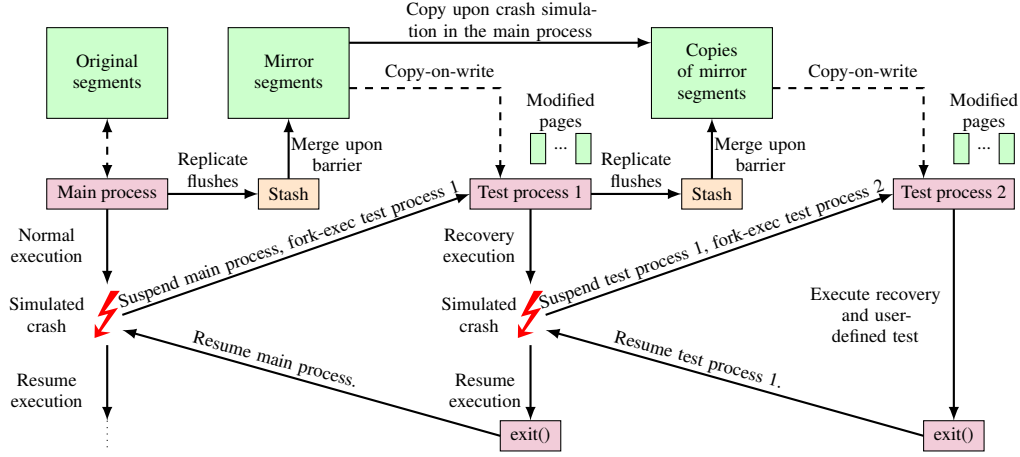 Copy upon crash simula-
tion in the main process
Original
segments
Mirror
segments
Copies
of mirror
segments
Copy-on-write
Copy-on-write
Modified
pages
...
Modified
pages
...
Replicate
flushes
Merge upon
barrier
Replicate
flushes
Merge upon
barrier
Main process
Stash
Test process 1
Stash
Test process 2
Normal
execution
Suspend main process, fork-exec test process 1
Recovery
execution
Suspend test process 1, fork-exec test process 2
Simulated
crash
Simulated
crash
Execute recovery
and user-
defined test
Resume main process.
Resume test process 1.
Resume
execution
Resume
execution
exit()
exit()